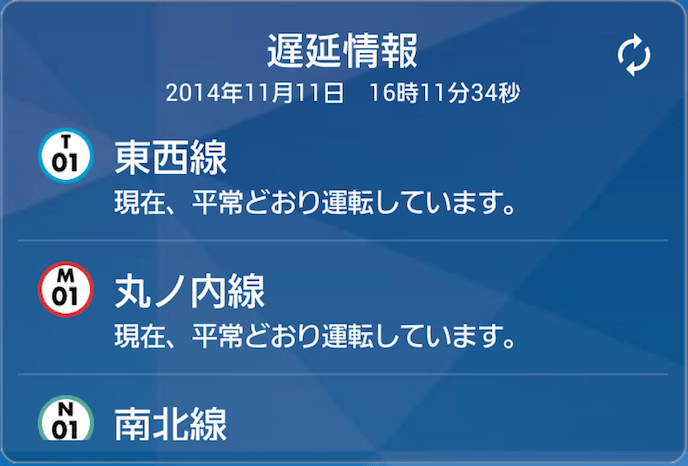 遅延情報
2014年11月11日　16時11分34秒
T
01
東西線
現在、平常どおり運転しています。
M
01
丸ノ内線
現在、平常どおり運転しています。
N
01
南北線